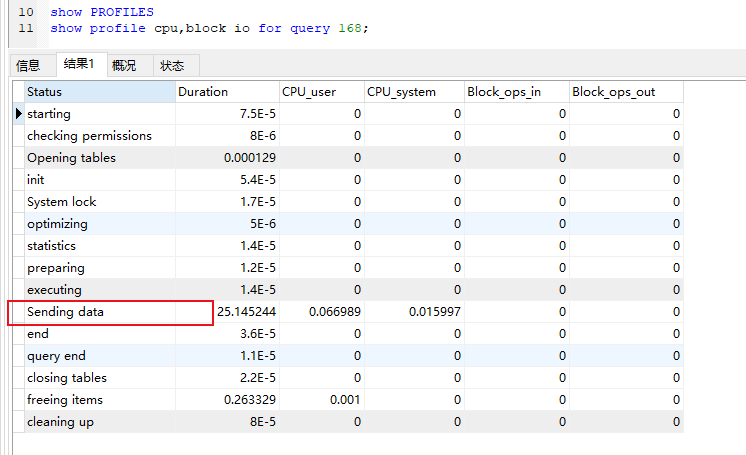 10 show PROFILES
11 show profile cpu,block io for query 168;
信息 结果1 概况 状态
Status Duration CPU_user CPU_system Block_ops_in Block_ops_out
starting 7.5E-5 0 0 0 0
checking permissions 8E-6 0 0 0 0
Opening tables 0.000129 0 0 0 0
init 5.4E-5 0 0 0 0
System lock 1.7E-5 0 0 0 0
optimizing 5E-6 0 0 0 0
statistics 1.4E-5 0 0 0 0
preparing 1.2E-5 0 0 0 0
executing 1.4E-5 0 0 0 0
Sending data 25.145244 0.066989 0.015997 0 0
end 3.6E-5 0 0 0 0
query end 1.1E-5 0 0 0 0
closing tables 2.2E-5 0 0 0 0
freeing items 0.263329 0.001 0 0 0
cleaning up 8E-5 0 0 0 0